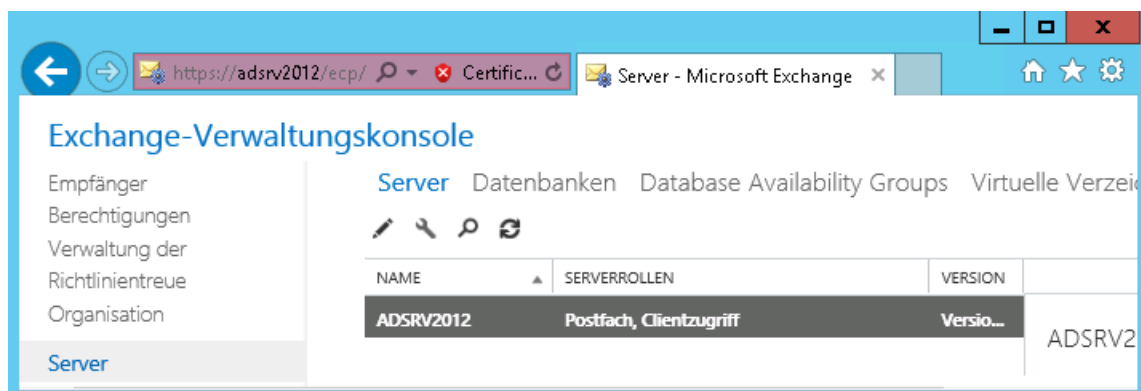 https://adsrv2012/ecp/ Certific... Server - Microsoft Exchange
Exchange-Verwaltungskonsole
Empfänger
Berechtigungen
Verwaltung der
Richtlinientreue
Organisation
Server
Server Datenbanken Database Availability Groups Virtuelle Verzei
NAME SERVERROLLEN VERSION
ADSRV2012 Postfach, Clientzugriff Versio...
ADSRV2